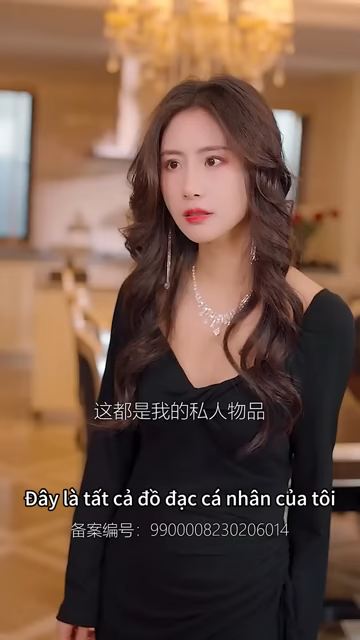 这都是我的私人物品
Đây là tất cả đồ đạc cá nhân của tôi
备案编号：9900008230206014